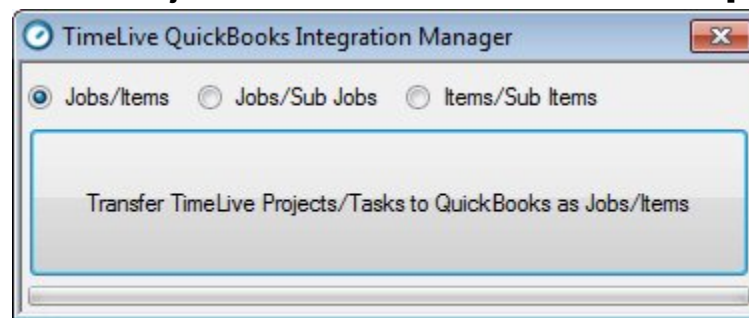 TimeLive QuickBooks Integration Manager
Jobs/Items Jobs/Sub Jobs Items/Sub Items
Transfer TimeLive Projects/Tasks to QuickBooks as Jobs/Items